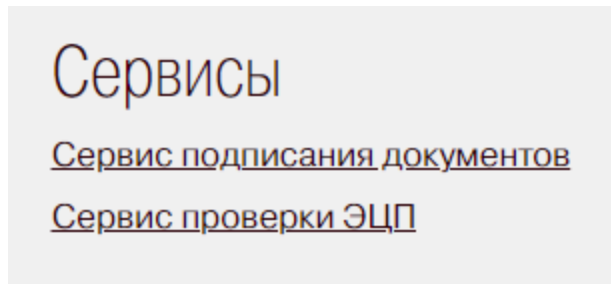 Сервисы
Сервис подписания документов
Сервис проверки ЭЦП